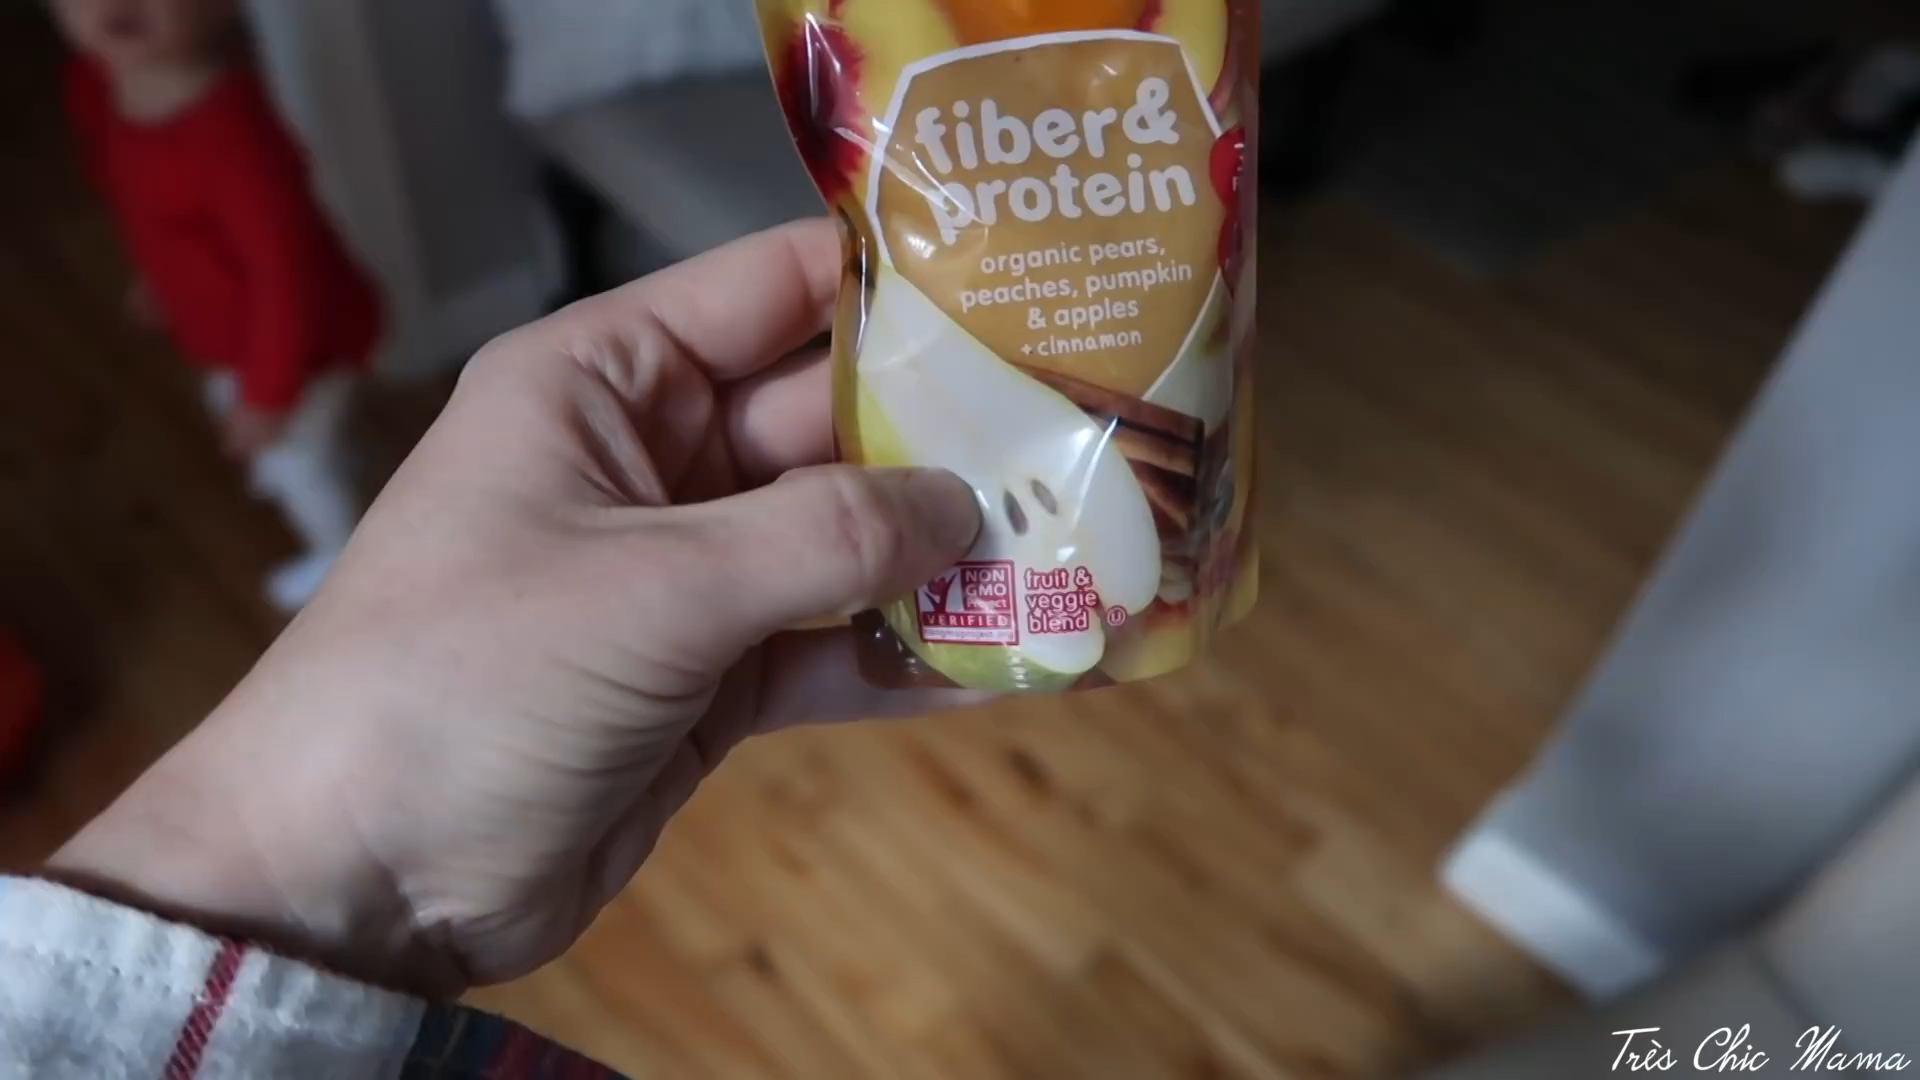 fiber &
protein
organic pears,
peaches, pumpkin
& apples
+ cinnamon
NON
GMO
Project
VERIFIED
fruit &
veggie
blend
Très Chic Mama